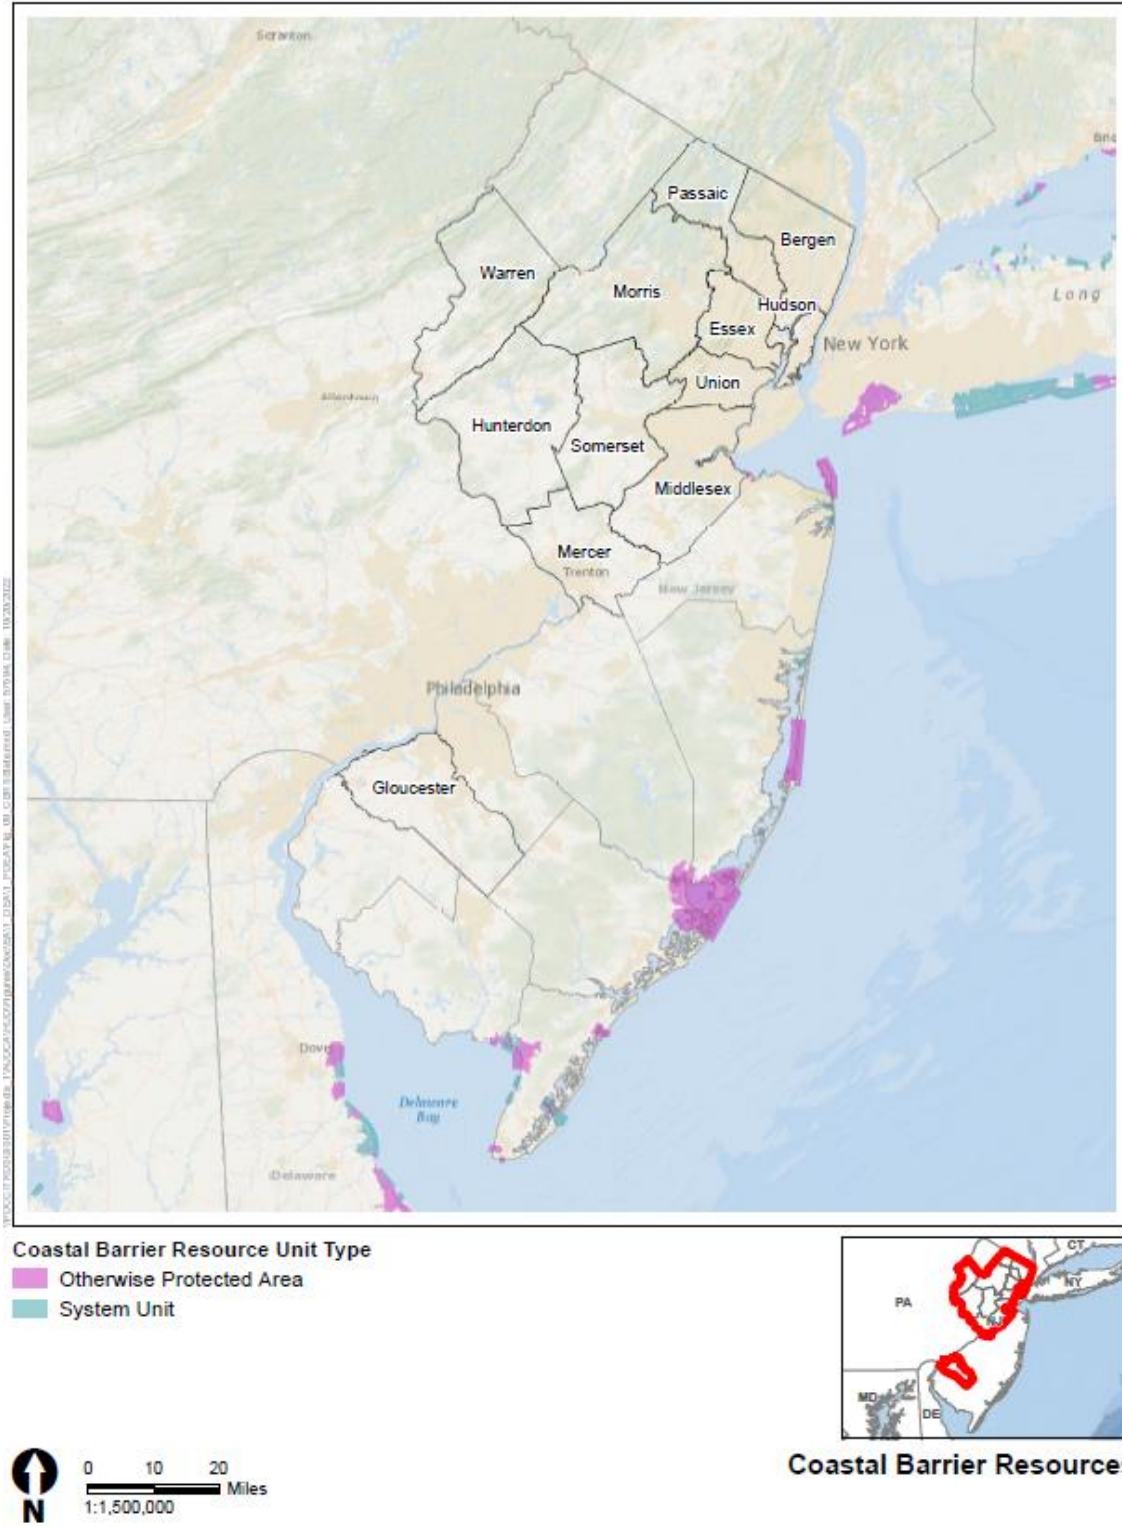 Scranton
Passaic
Bergen
Warren
Morris
Hudson
Essex
Long
New York
Union
Allentown
Hunterdon
Somerset
Middlesex
Mercer
Trenton
New Jersey
Philadelphia
Gloucester
Dove
Delaware
Bay
Delaware
Coastal Barrier Resource Unit Type
Otherwise Protected Area
System Unit
CT
NY
PA
NJ
MD
DE
0 10 20
Miles
1:1,500,000
N
Coastal Barrier Resources